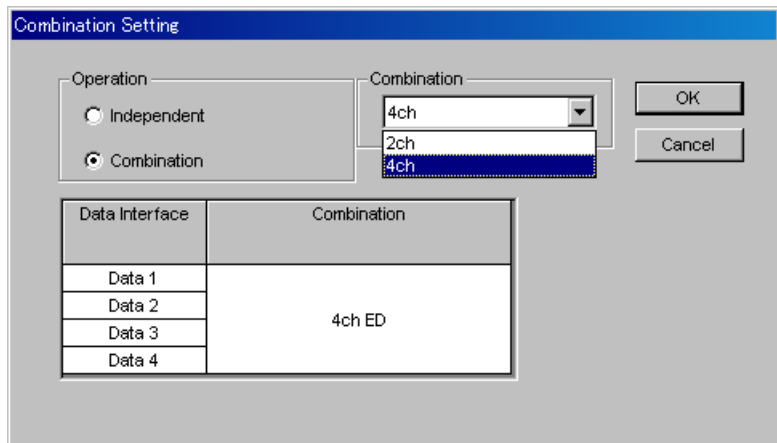 Combination Setting
Operation
Independent
Combination
Combination
4ch
2ch
4ch
OK
Cancel
Data Interface
Combination
Data 1
Data 2
Data 3
Data 4
4ch ED